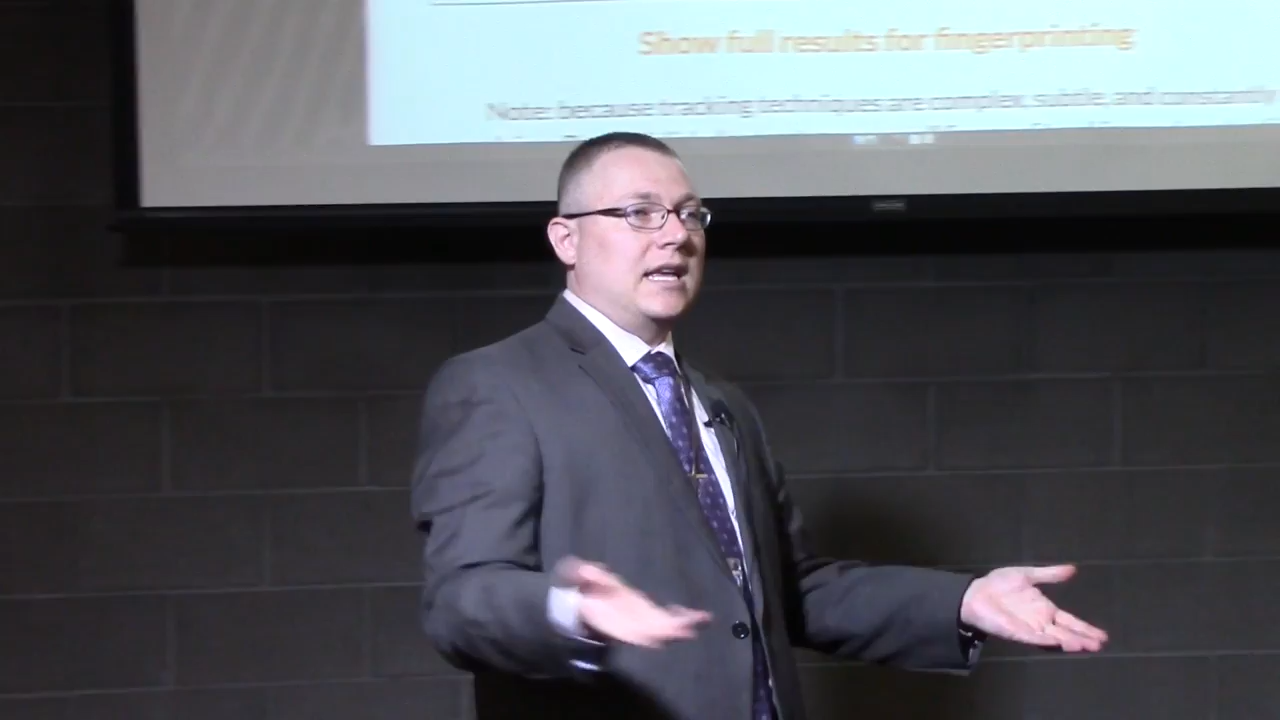 Show full results for fingerprinting
Note: because tracking techniques are complex, subtle, and constantly